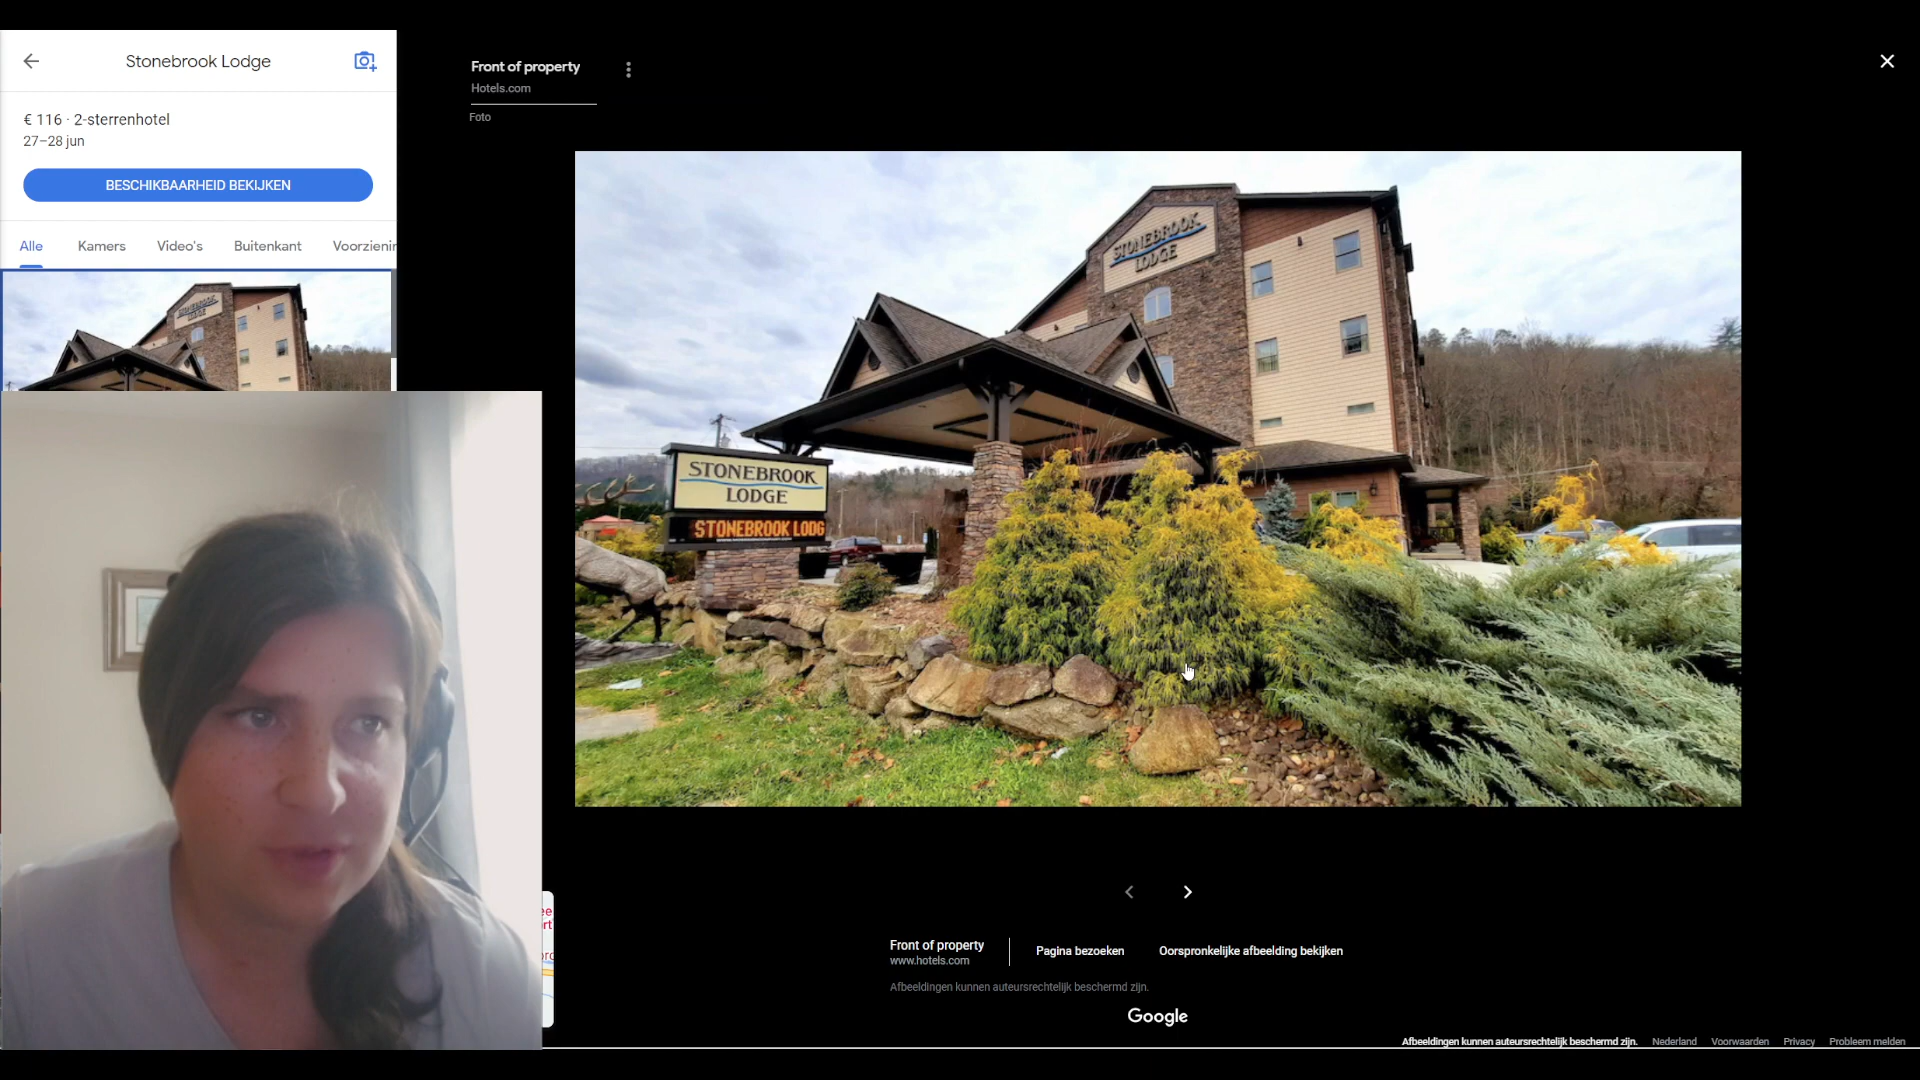 Stonebrook Lodge
€ 116 · 2-sterrenhotel
27–28 jun
BESCHIKBAARHEID BEKIJKEN
Alle Kamers Video's Buitenkant
Front of property
Hotels.com
Foto
STONEBROOK
LODGE
STONEBROOK
LODGE
STONEBROOK LODG
STONEBROOK
LODGE
Front of property
www.hotels.com
Pagina bezoeken
Oorspronkelijke afbeelding bekijken
Afbeeldingen kunnen auteursrechtelijk beschermd zijn.
Google
Afbeeldingen kunnen auteursrechtelijk beschermd zijn. Nederland Voorwaarden Privacy Probleem melden